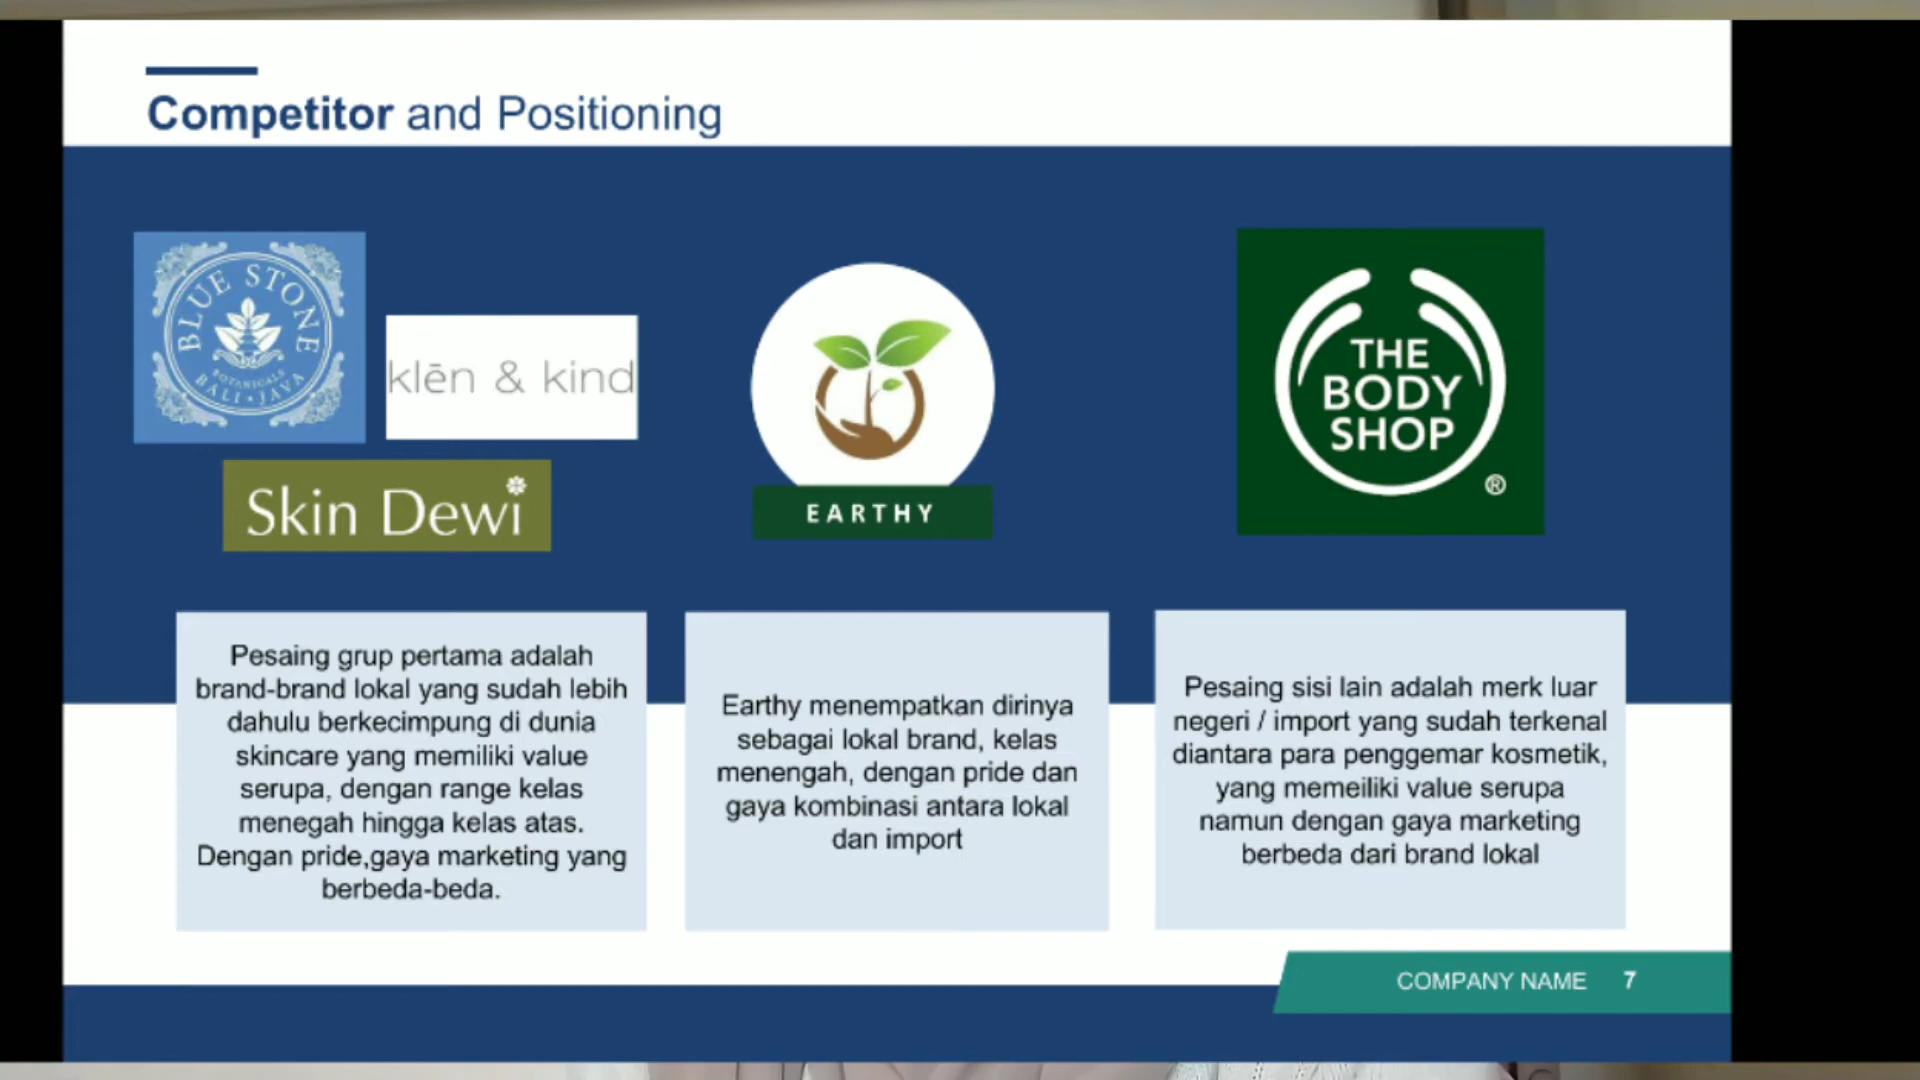 Competitor and Positioning
BLUE STONE
BOTANICALS
BALI • JAVA
klēn & kind
Skin Dewi
EARTHY
THE
BODY
SHOP
®
Pesaing grup pertama adalah
brand-brand lokal yang sudah lebih
dahulu berkecimpung di dunia
skincare yang memiliki value
serupa, dengan range kelas
menegah hingga kelas atas.
Dengan pride,gaya marketing yang
berbeda-beda.
Earthy menempatkan dirinya
sebagai lokal brand, kelas
menengah, dengan pride dan
gaya kombinasi antara lokal
dan import
Pesaing sisi lain adalah merk luar
negeri / import yang sudah terkenal
diantara para penggemar kosmetik,
yang memeiliki value serupa
namun dengan gaya marketing
berbeda dari brand lokal
COMPANY NAME 7